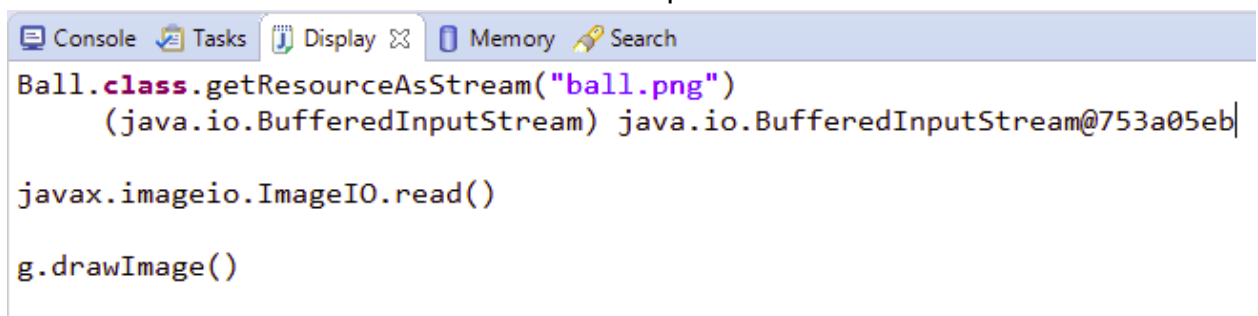 Console Tasks Display Memory Search
Ball.class.getResourceAsStream("ball.png")
(java.io.BufferedInputStream) java.io.BufferedInputStream@753a05eb
javax.imageio.ImageIO.read()
g.drawImage()